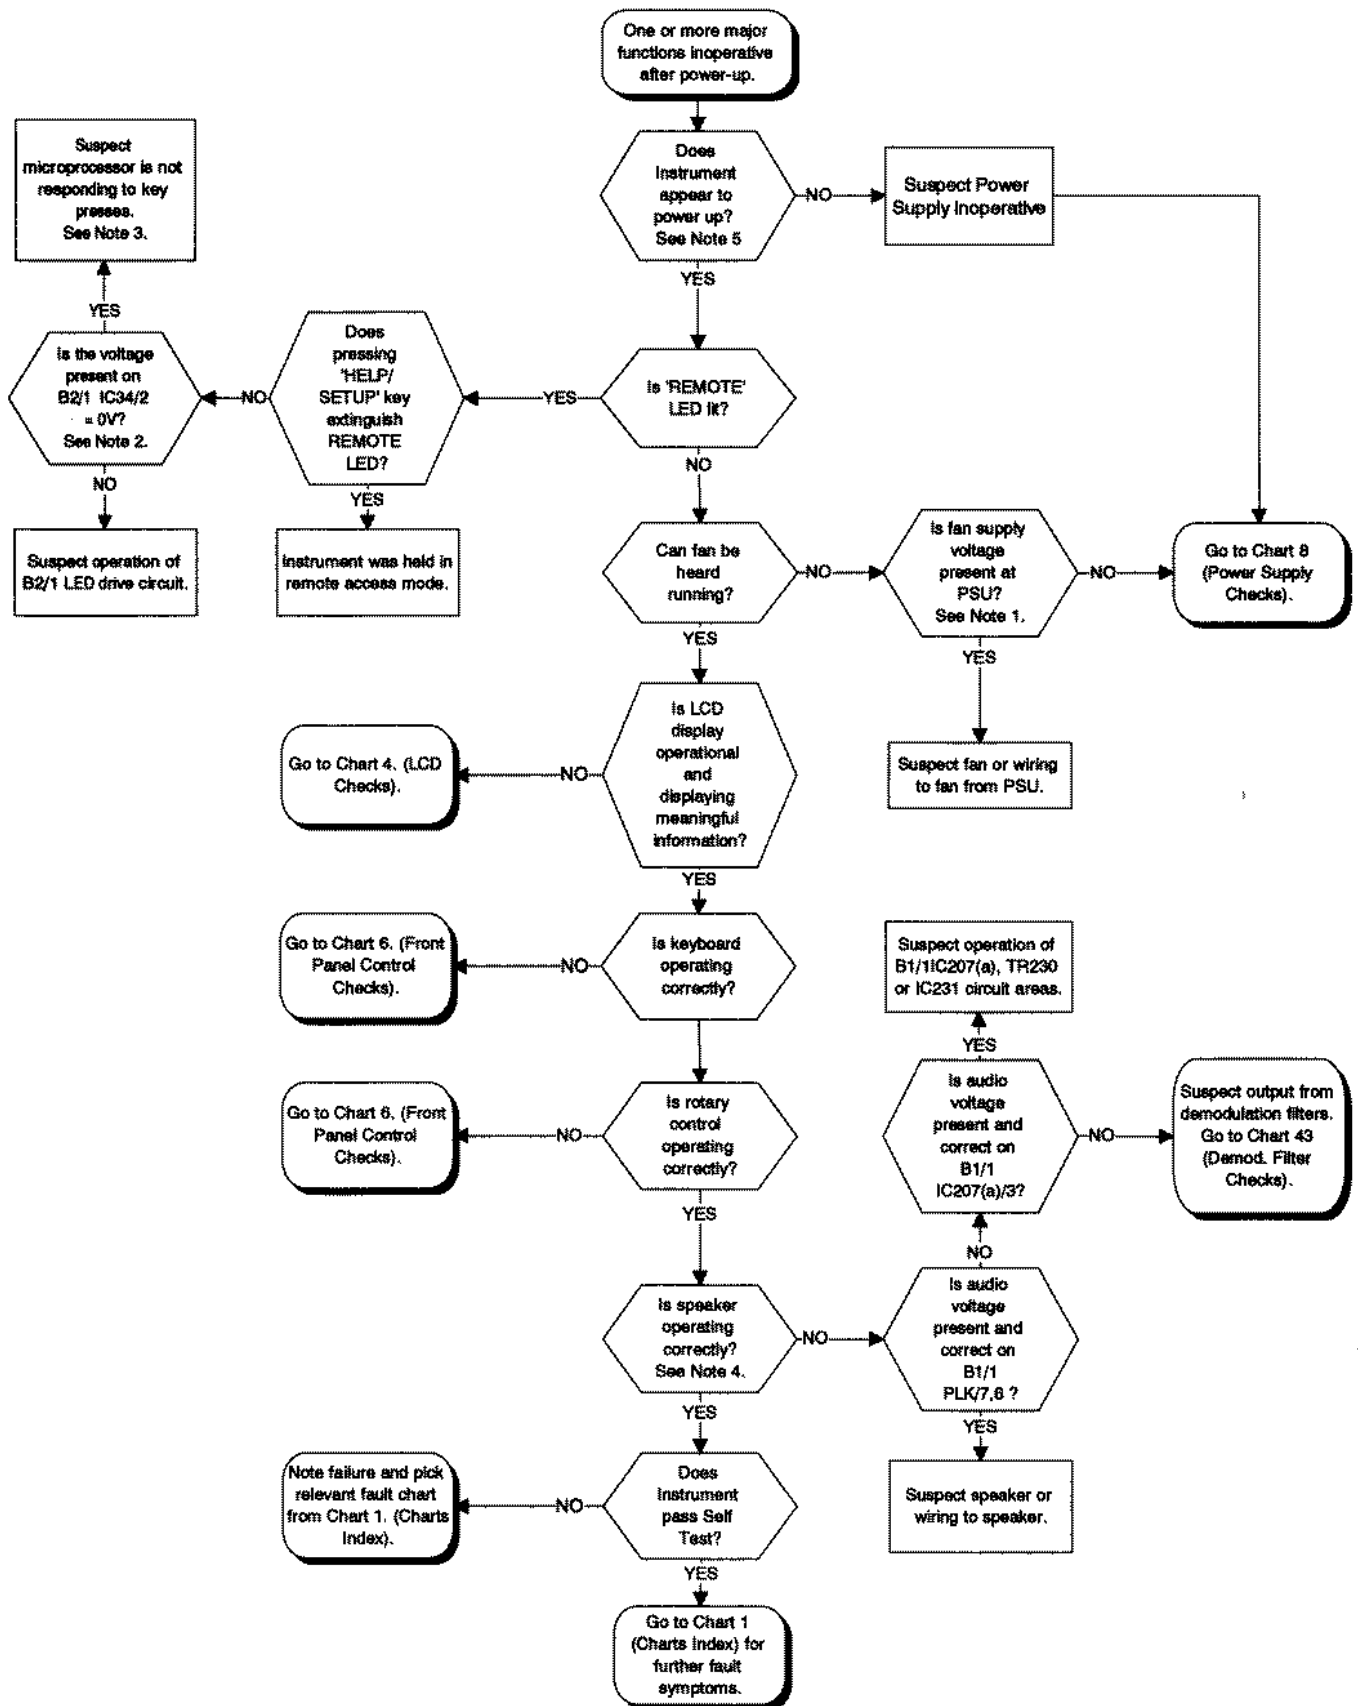 One or more major
functions inoperative
after power-up.
Does
Instrument
appear to
power up?
See Note 5
NO
Suspect Power
Supply Inoperative
YES
Suspect
microprocessor is not
responding to key
presses.
See Note 3.
YES
Is the voltage
present on
B2/1 IC34/2
= 0V?
See Note 2.
NO
Does
pressing
'HELP/
SETUP' key
extinguish
REMOTE
LED?
YES
Is 'REMOTE'
LED lit?
NO
NO
YES
Suspect operation of
B2/1 LED drive circuit.
Instrument was held in
remote access mode.
Can fan be
heard
running?
NO
Is fan supply
voltage
present at
PSU?
See Note 1.
NO
Go to Chart 8
(Power Supply
Checks).
YES
YES
Suspect fan or wiring
to fan from PSU.
Is LCD
display
operational
and
displaying
meaningful
information?
NO
Go to Chart 4. (LCD
Checks).
YES
Is keyboard
operating
correctly?
NO
Go to Chart 6. (Front
Panel Control
Checks).
Suspect operation of
B1/1IC207(a), TR230
or IC231 circuit areas.
YES
Is rotary
control
operating
correctly?
NO
Go to Chart 6. (Front
Panel Control
Checks).
Is audio
voltage
present and
correct on
B1/1
IC207(a)/3?
NO
Suspect output from
demodulation filters.
Go to Chart 43
(Demod. Filter
Checks).
YES
NO
Is speaker
operating
correctly?
See Note 4.
NO
Is audio
voltage
present and
correct on
B1/1
PLK/7,6 ?
YES
YES
Suspect speaker or
wiring to speaker.
Does
Instrument
pass Self
Test?
NO
Note failure and pick
relevant fault chart
from Chart 1. (Charts
Index).
YES
Go to Chart 1
(Charts Index) for
further fault
symptoms.